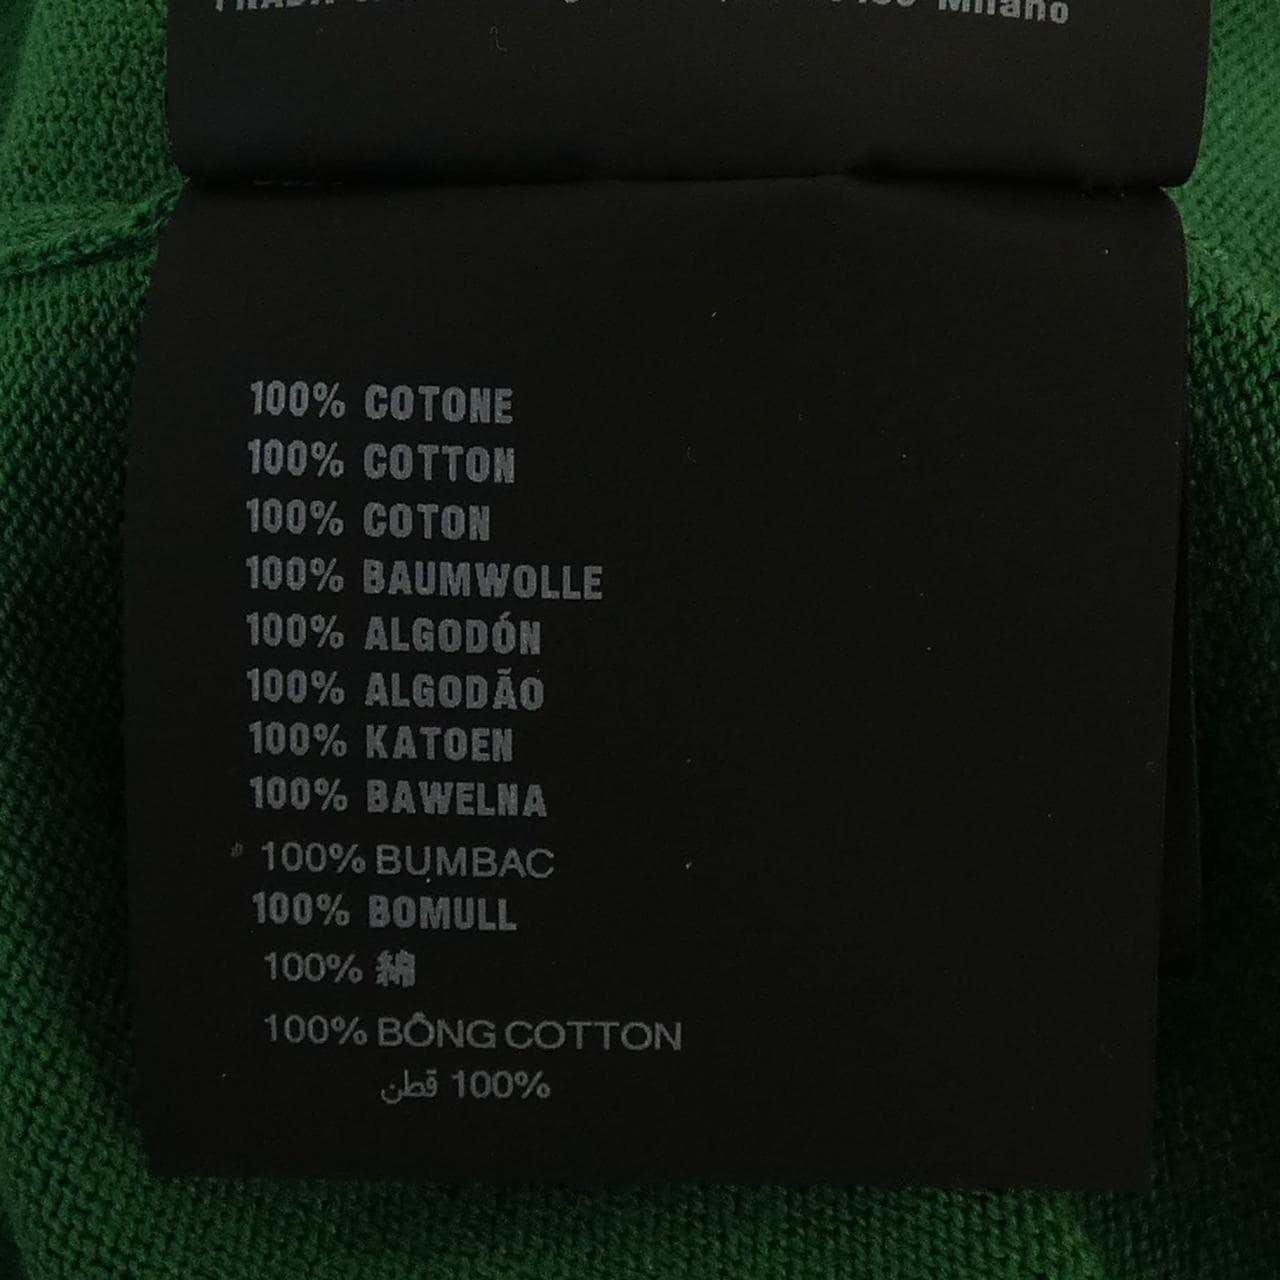 Milano
100% COTONE
100% COTTON
100% COTON
100% BAUMWOLLE
100% ALGODÓN
100% ALGODÃO
100% KATOEN
100% BAWELNA
100% BUMBAC
100% BOMULL
100% 綿
100% BÔNG COTTON
100% قطن